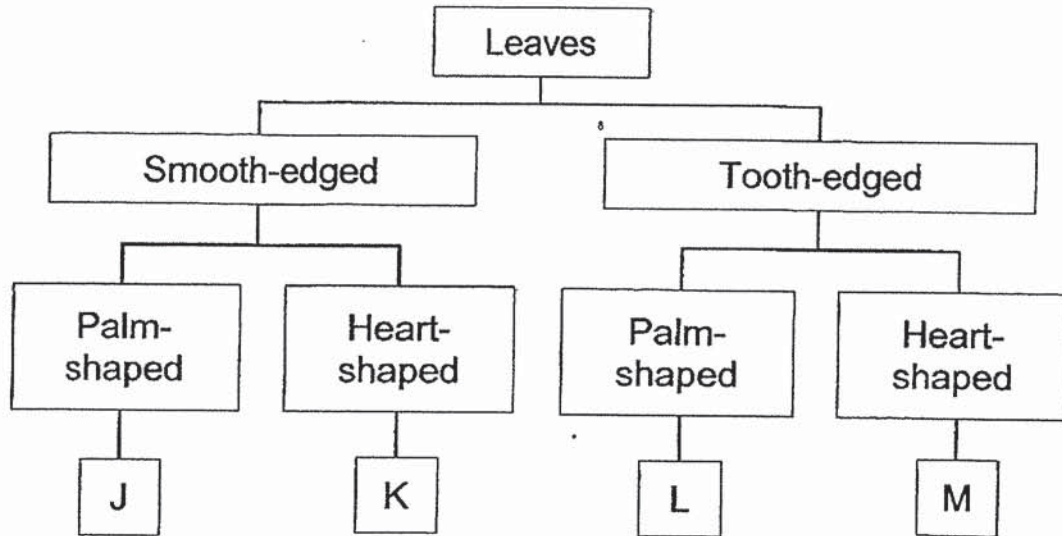 Leaves
Smooth-edged
Tooth-edged
Palm-
shaped
Heart-
shaped
Palm-
shaped
Heart-
shaped
J
K
L
M